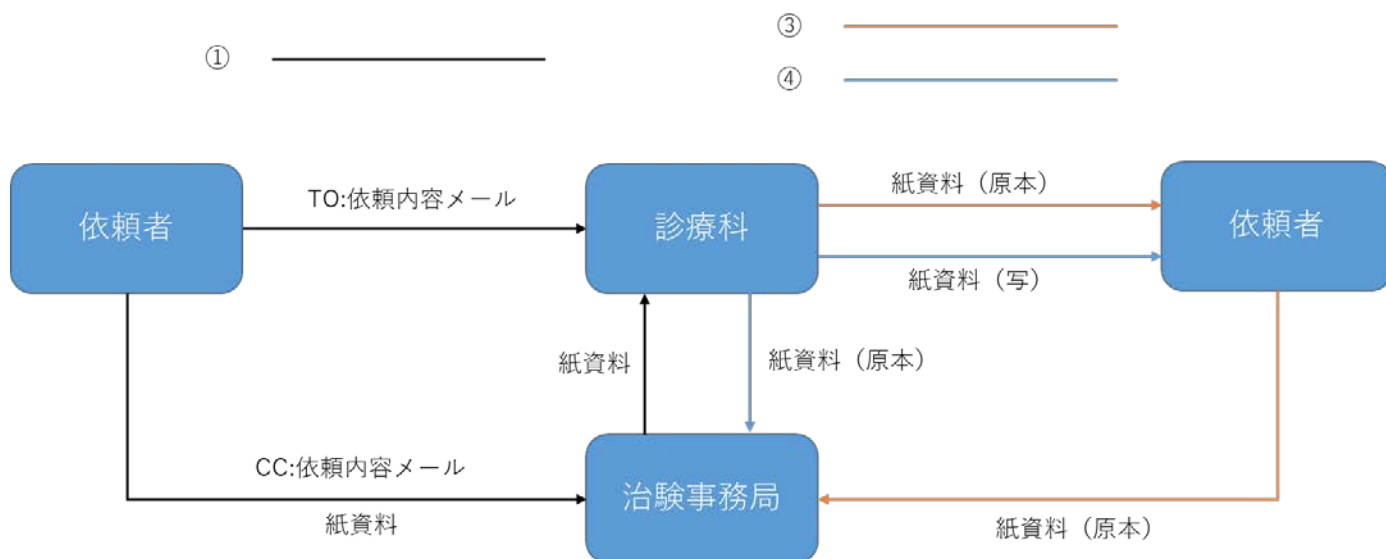 ①
③
④
依頼者
TO:依頼内容メール
診療科
紙資料（原本）
紙資料（写）
依頼者
紙資料
紙資料（原本）
CC:依頼内容メール
紙資料
治験事務局
紙資料（原本）